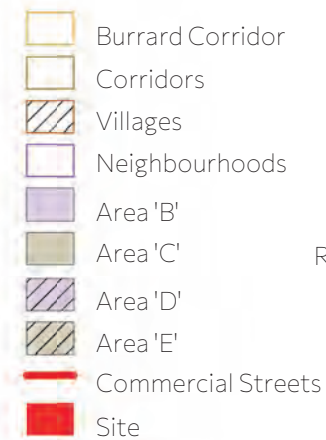 Burrard Corridor
Corridors
Villages
Neighbourhoods
Area 'B'
Area 'C'
R
Area 'D'
Area 'E'
Commercial Streets
Site